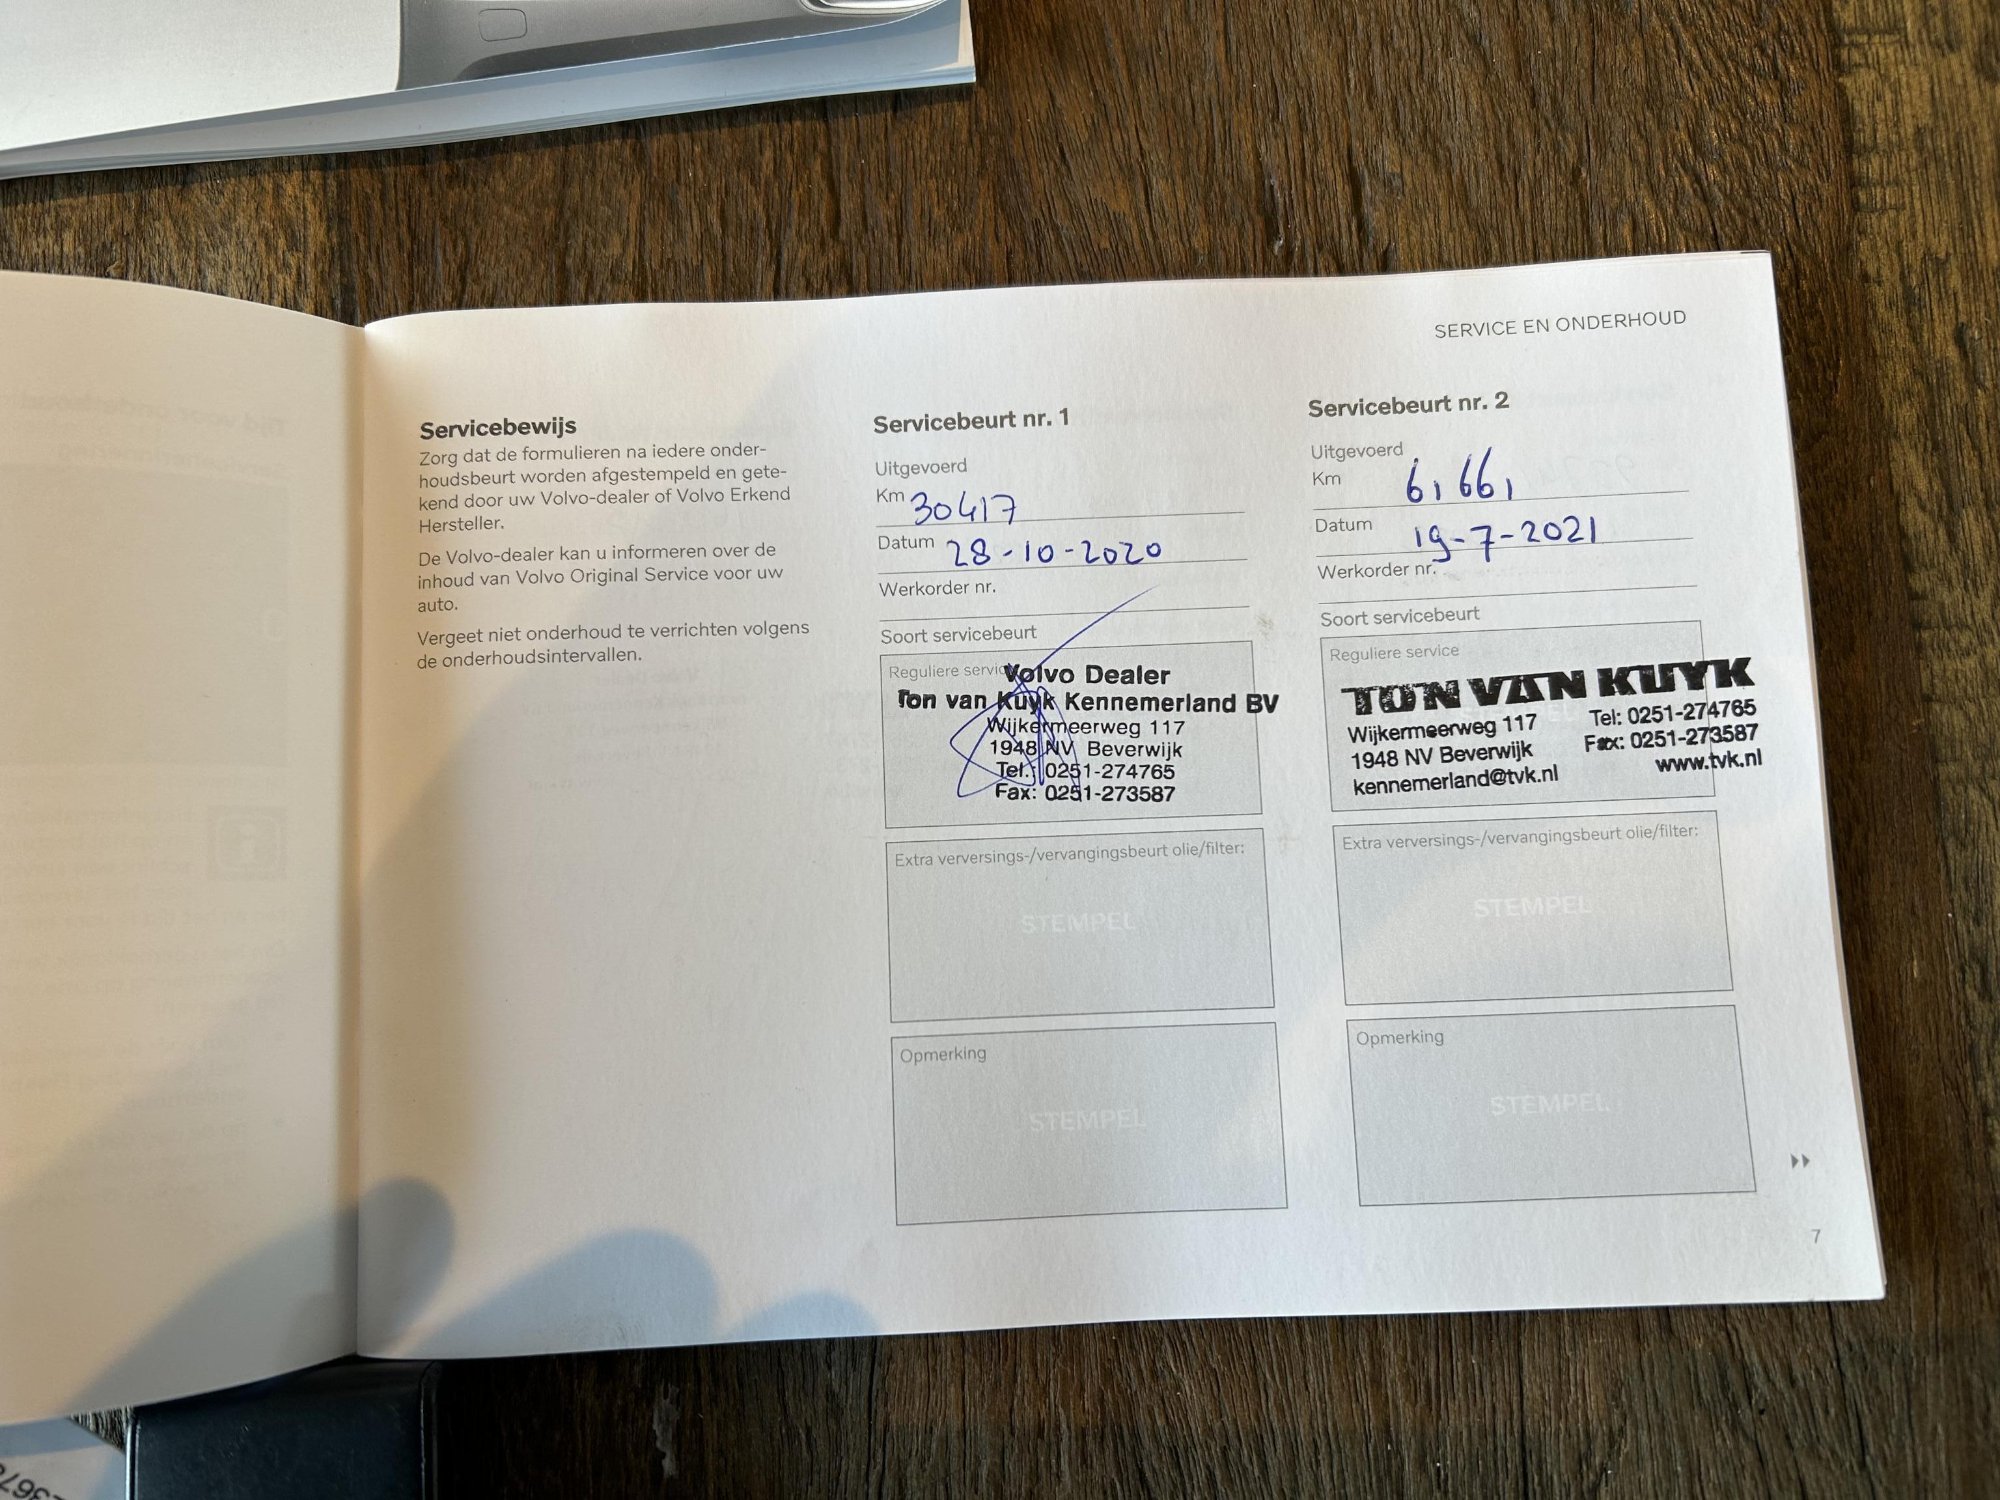 SERVICE EN ONDERHOUD
Servicebewijs
Zorg dat de formulieren na iedere onder-
houdsbeurt worden afgestempeld en gete-
kend door uw Volvo-dealer of Volvo Erkend
Hersteller.
De Volvo-dealer kan u informeren over de
inhoud van Volvo Original Service voor uw
auto.
Vergeet niet onderhoud te verrichten volgens
de onderhoudsintervallen.
Servicebeurt nr. 1
Uitgevoerd
Km 30417
Datum 28-10-2020
Werkorder nr.
Soort servicebeurt
Reguliere service
Volvo Dealer
Ton van Kuyk Kennemerland BV
Wijkermeerweg 117
1948 NV Beverwijk
Tel.: 0251-274765
Fax: 0251-273587
Extra verversings-/vervangingsbeurt olie/filter:
STEMPEL
Opmerking
STEMPEL
Servicebeurt nr. 2
Uitgevoerd
Km 61661
Datum 19-7-2021
Werkorder nr.
Soort servicebeurt
Reguliere service
TON VAN KUYK
Wijkermeerweg 117 Tel: 0251-274765
1948 NV Beverwijk Fax: 0251-273587
kennemerland@tvk.nl www.tvk.nl
Extra verversings-/vervangingsbeurt olie/filter:
STEMPEL
Opmerking
STEMPEL
7